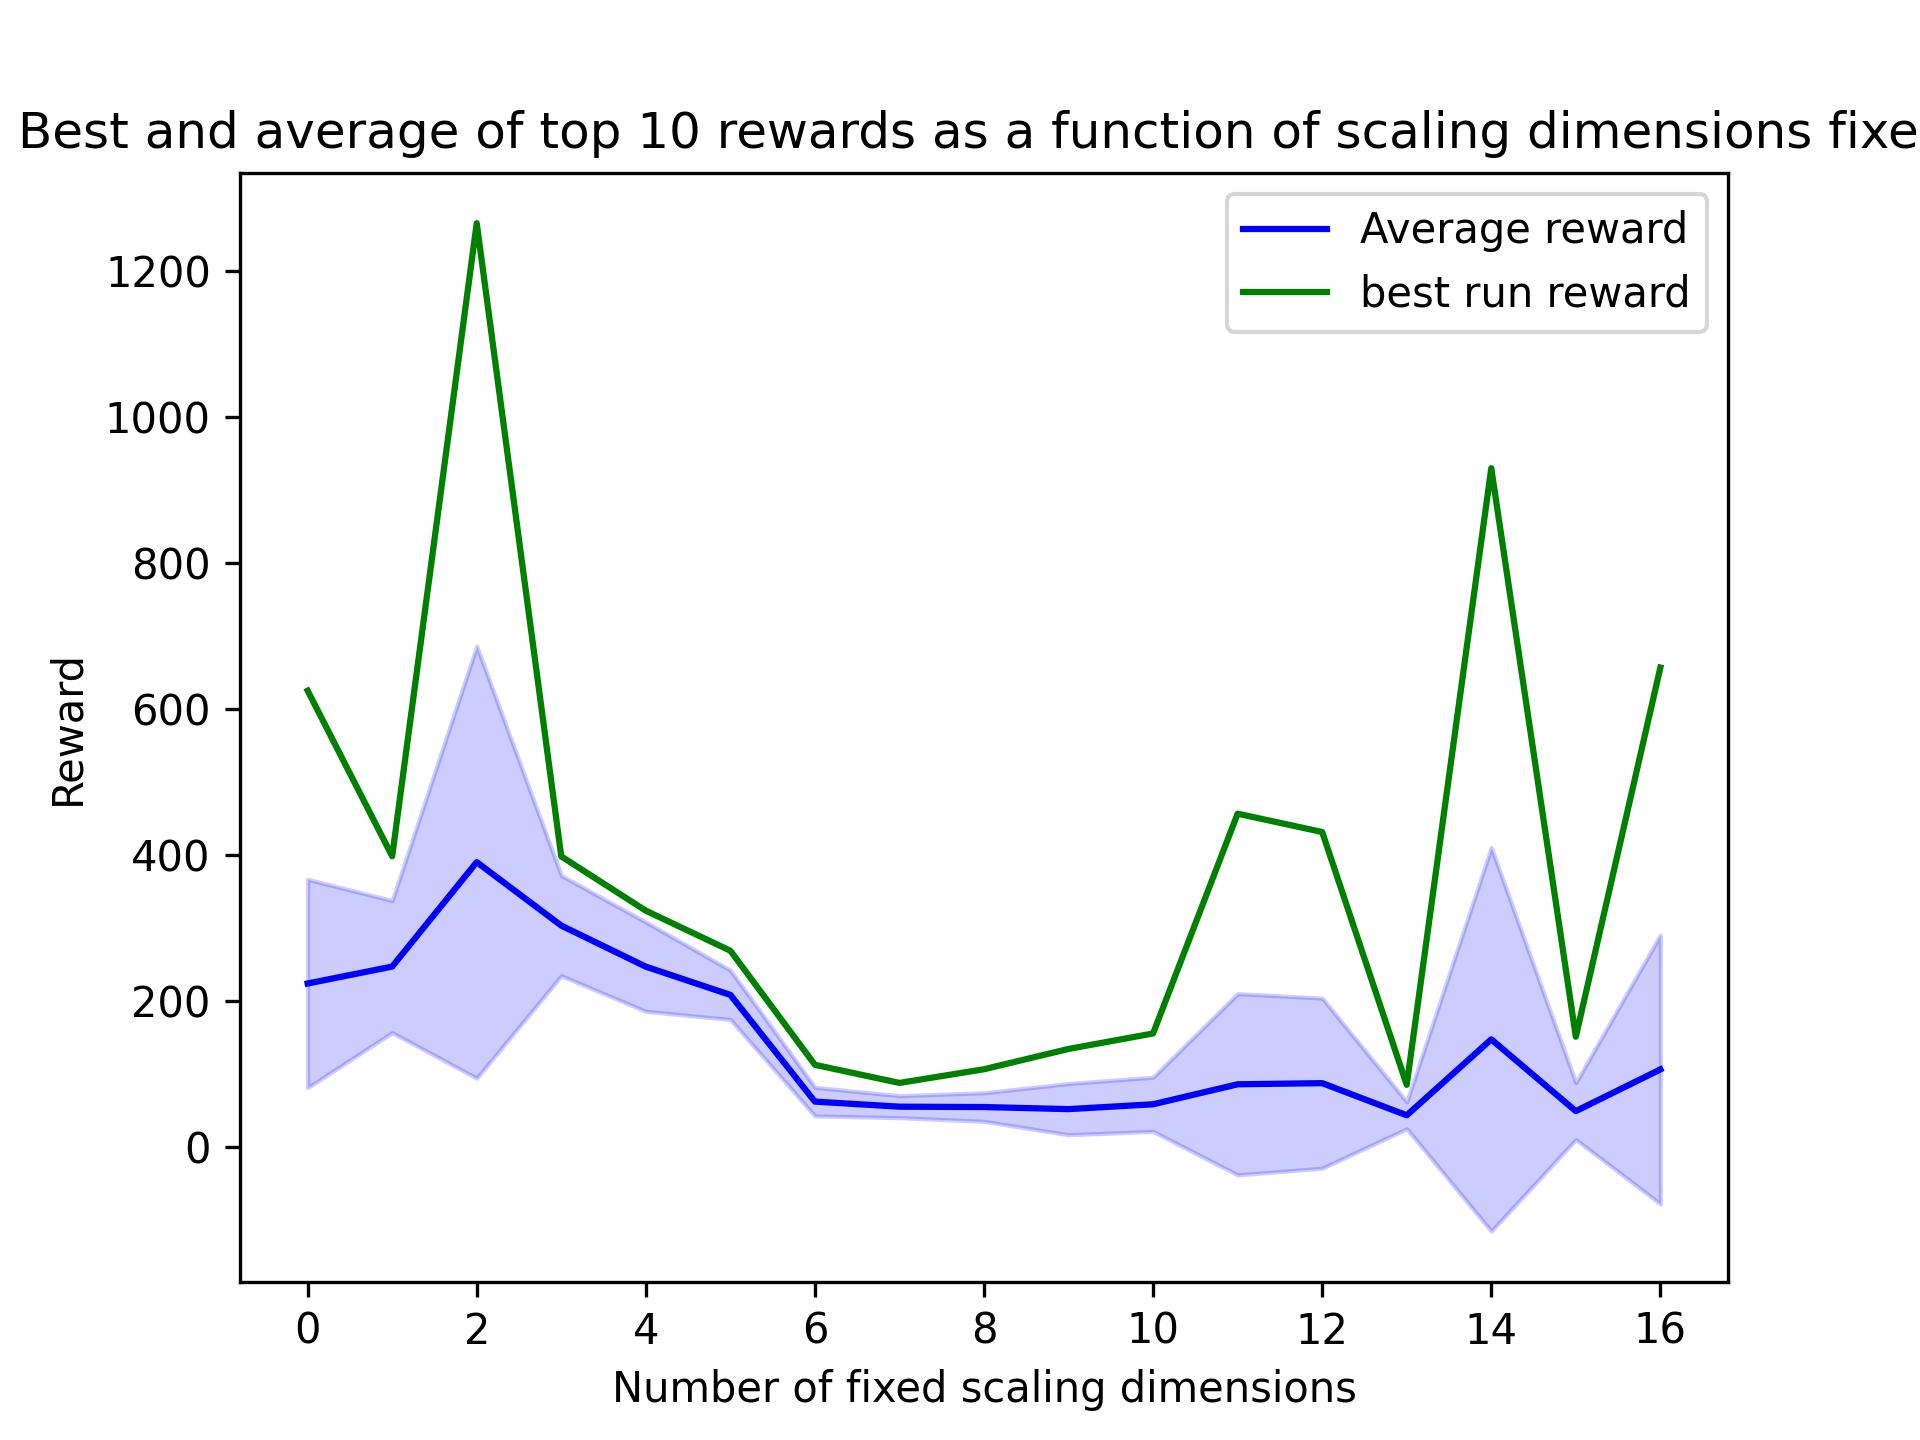 Best and average of top 10 rewards as a function of scaling dimensions fixe
Average reward
best run reward
1200
1000
800
600
400
200
0
Reward
0 2 4 6 8 10 12 14 16
Number of fixed scaling dimensions